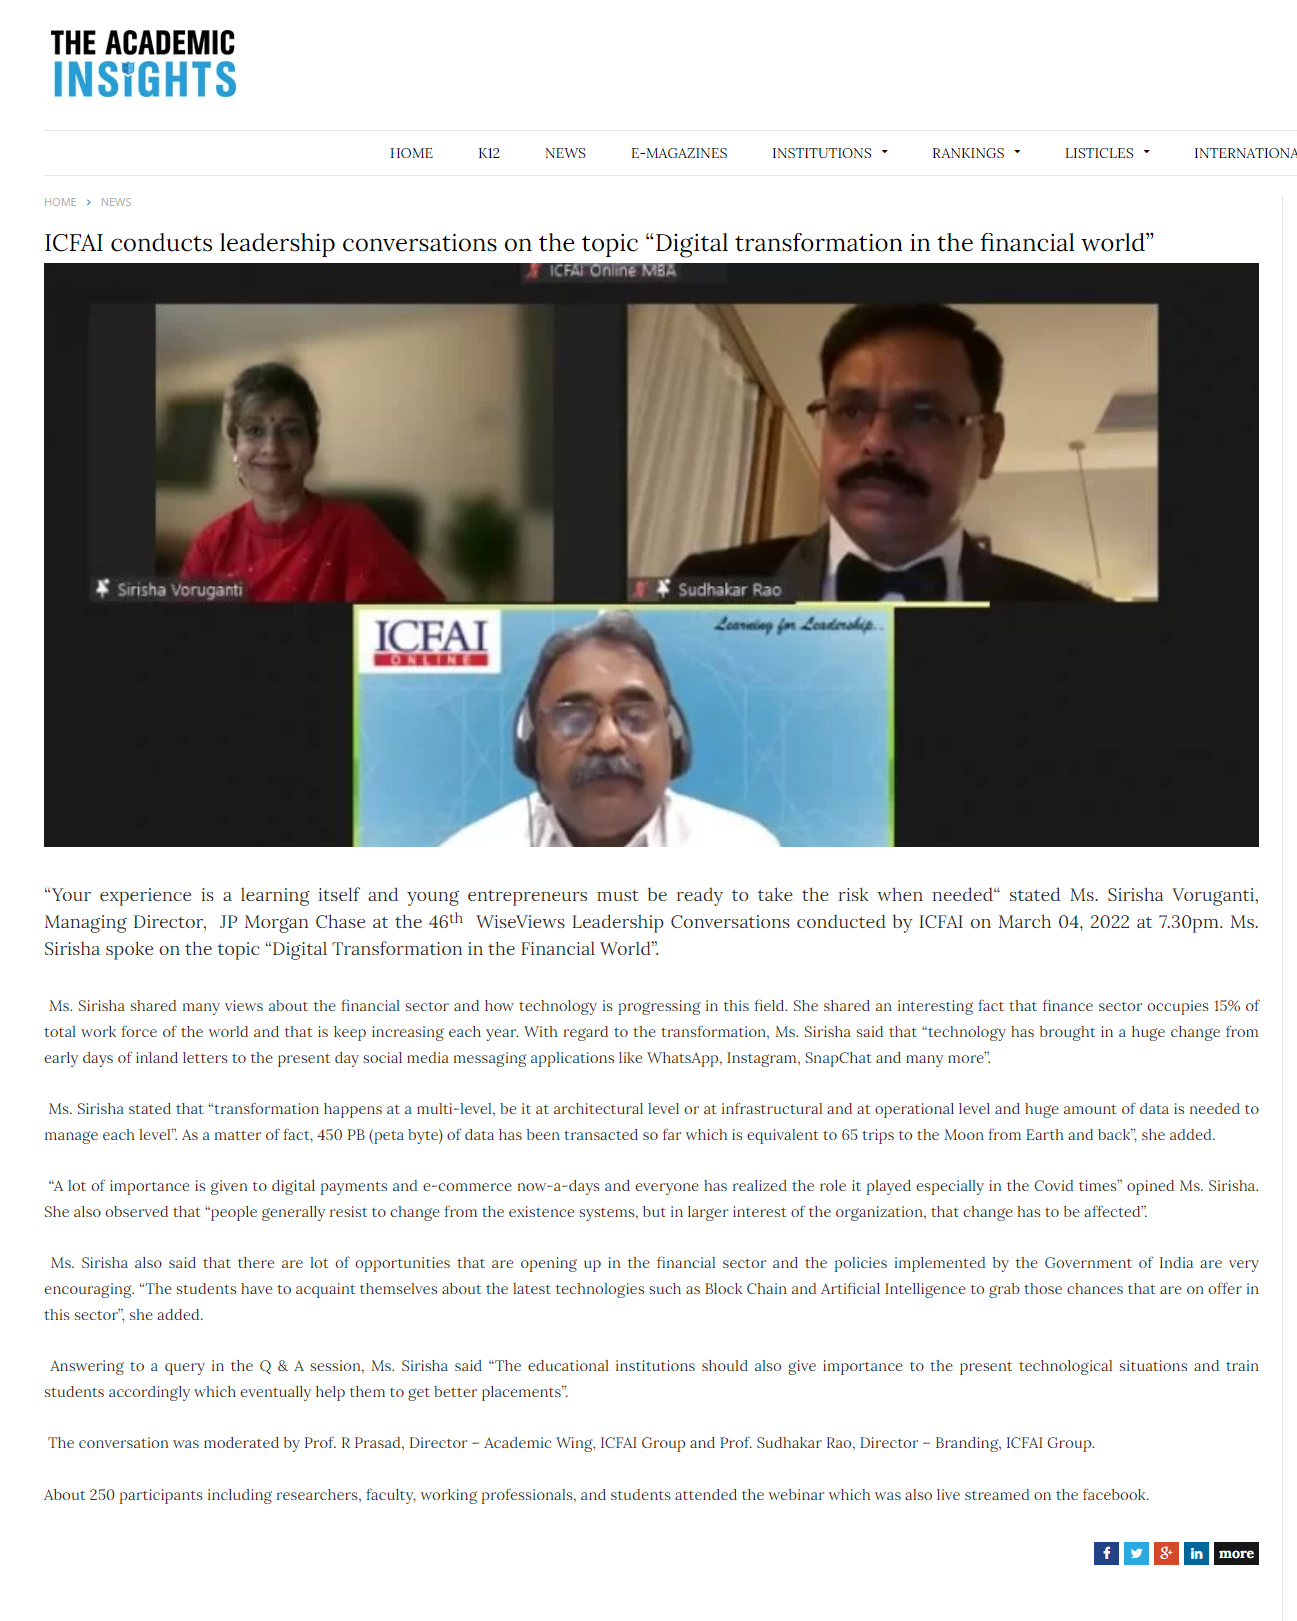 THE ACADEMIC
INSiGHTS
HOME K12 NEWS E-MAGAZINES INSTITUTIONS RANKINGS LISTICLES INTERNATIONA
HOME > NEWS
ICFAI conducts leadership conversations on the topic “Digital transformation in the financial world”
ICFAI Online MBA
Sirisha Voruganti
Sudhakar Rao
ICFAI
ONLINE
Learning for Leadership..
“Your experience is a learning itself and young entrepreneurs must be ready to take the risk when needed“ stated Ms. Sirisha Voruganti,
Managing Director, JP Morgan Chase at the 46th WiseViews Leadership Conversations conducted by ICFAI on March 04, 2022 at 7.30pm. Ms.
Sirisha spoke on the topic “Digital Transformation in the Financial World”.
Ms. Sirisha shared many views about the financial sector and how technology is progressing in this field. She shared an interesting fact that finance sector occupies 15% of
total work force of the world and that is keep increasing each year. With regard to the transformation, Ms. Sirisha said that “technology has brought in a huge change from
early days of inland letters to the present day social media messaging applications like WhatsApp, Instagram, SnapChat and many more”.
Ms. Sirisha stated that “transformation happens at a multi-level, be it at architectural level or at infrastructural and at operational level and huge amount of data is needed to
manage each level”. As a matter of fact, 450 PB (peta byte) of data has been transacted so far which is equivalent to 65 trips to the Moon from Earth and back”, she added.
“A lot of importance is given to digital payments and e-commerce now-a-days and everyone has realized the role it played especially in the Covid times” opined Ms. Sirisha.
She also observed that “people generally resist to change from the existence systems, but in larger interest of the organization, that change has to be affected”.
Ms. Sirisha also said that there are lot of opportunities that are opening up in the financial sector and the policies implemented by the Government of India are very
encouraging. “The students have to acquaint themselves about the latest technologies such as Block Chain and Artificial Intelligence to grab those chances that are on offer in
this sector”, she added.
Answering to a query in the Q & A session, Ms. Sirisha said “The educational institutions should also give importance to the present technological situations and train
students accordingly which eventually help them to get better placements”.
The conversation was moderated by Prof. R Prasad, Director – Academic Wing, ICFAI Group and Prof. Sudhakar Rao, Director – Branding, ICFAI Group.
About 250 participants including researchers, faculty, working professionals, and students attended the webinar which was also live streamed on the facebook.
more